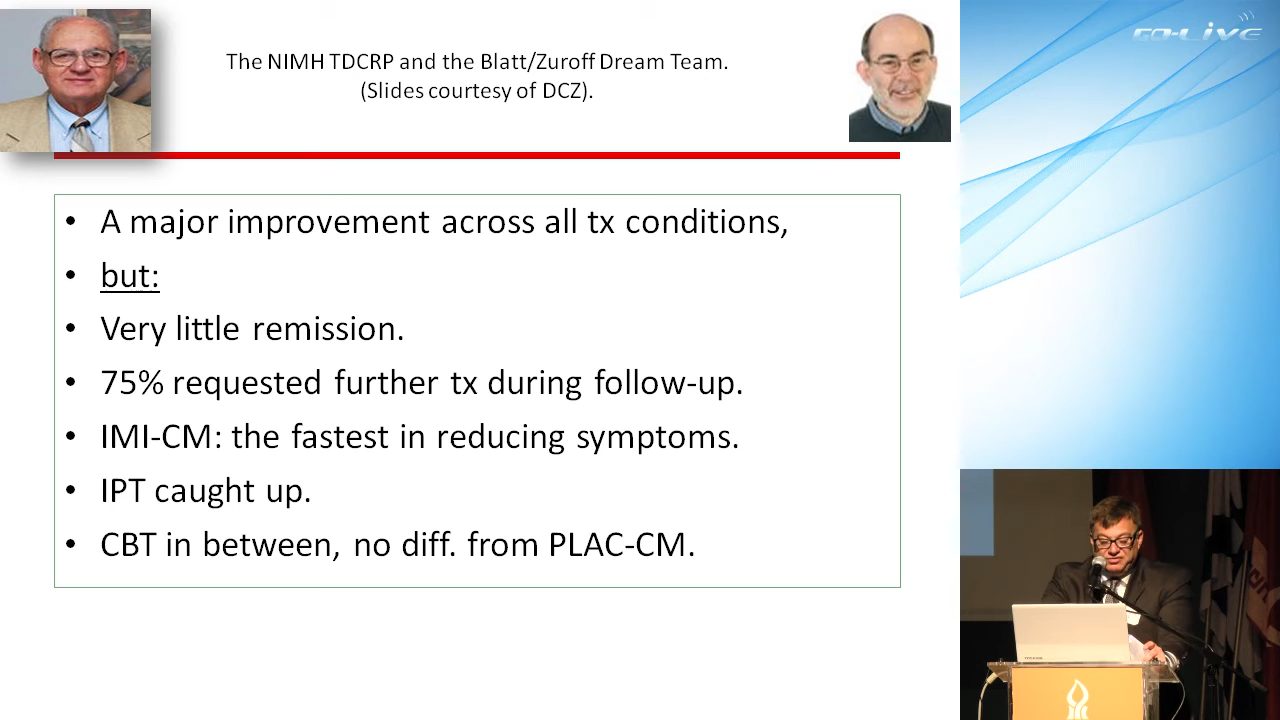 The NIMH TDCRP and the Blatt/Zuroff Dream Team.
(Slides courtesy of DCZ).
GO-LIVE
• A major improvement across all tx conditions,
• but:
• Very little remission.
• 75% requested further tx during follow-up.
• IMI-CM: the fastest in reducing symptoms.
• IPT caught up.
• CBT in between, no diff. from PLAC-CM.